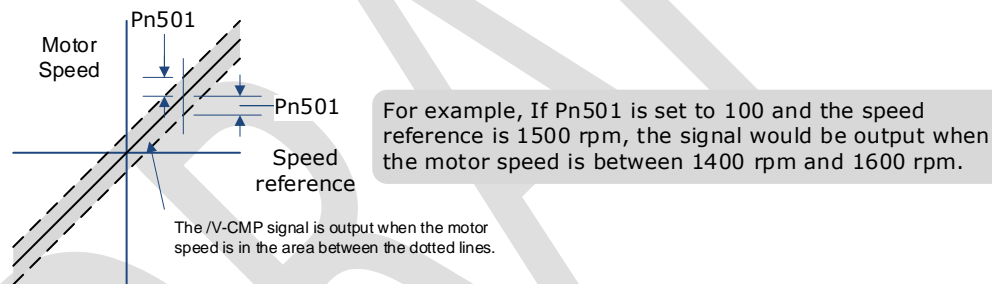 Pn501
Motor
Speed
Pn501
Speed
reference
The /V-CMP signal is output when the motor
speed is in the area between the dotted lines.
For example, If Pn501 is set to 100 and the speed
reference is 1500 rpm, the signal would be output when
the motor speed is between 1400 rpm and 1600 rpm.